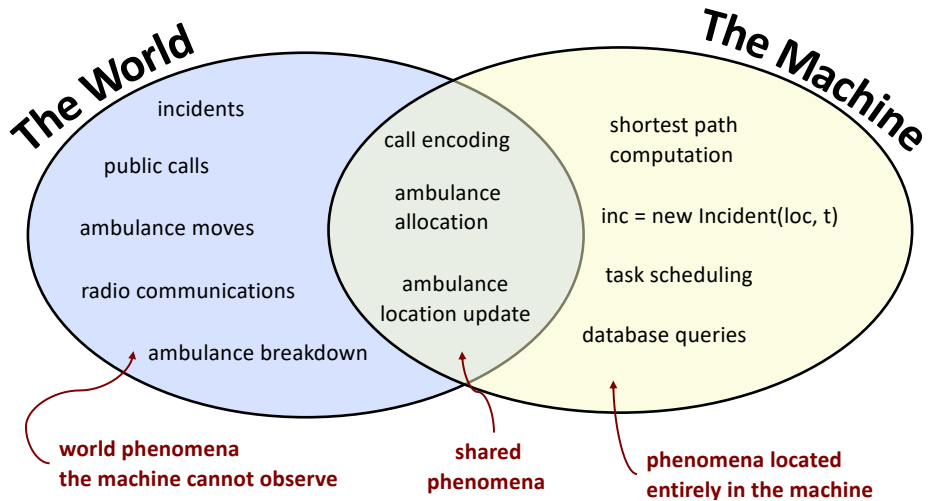 The World
The Machine
incidents
public calls
ambulance moves
radio communications
ambulance breakdown
call encoding
ambulance
allocation
ambulance
location update
shortest path
computation
inc = new Incident(loc, t)
task scheduling
database queries
world phenomena
the machine cannot observe
shared
phenomena
phenomena located
entirely in the machine